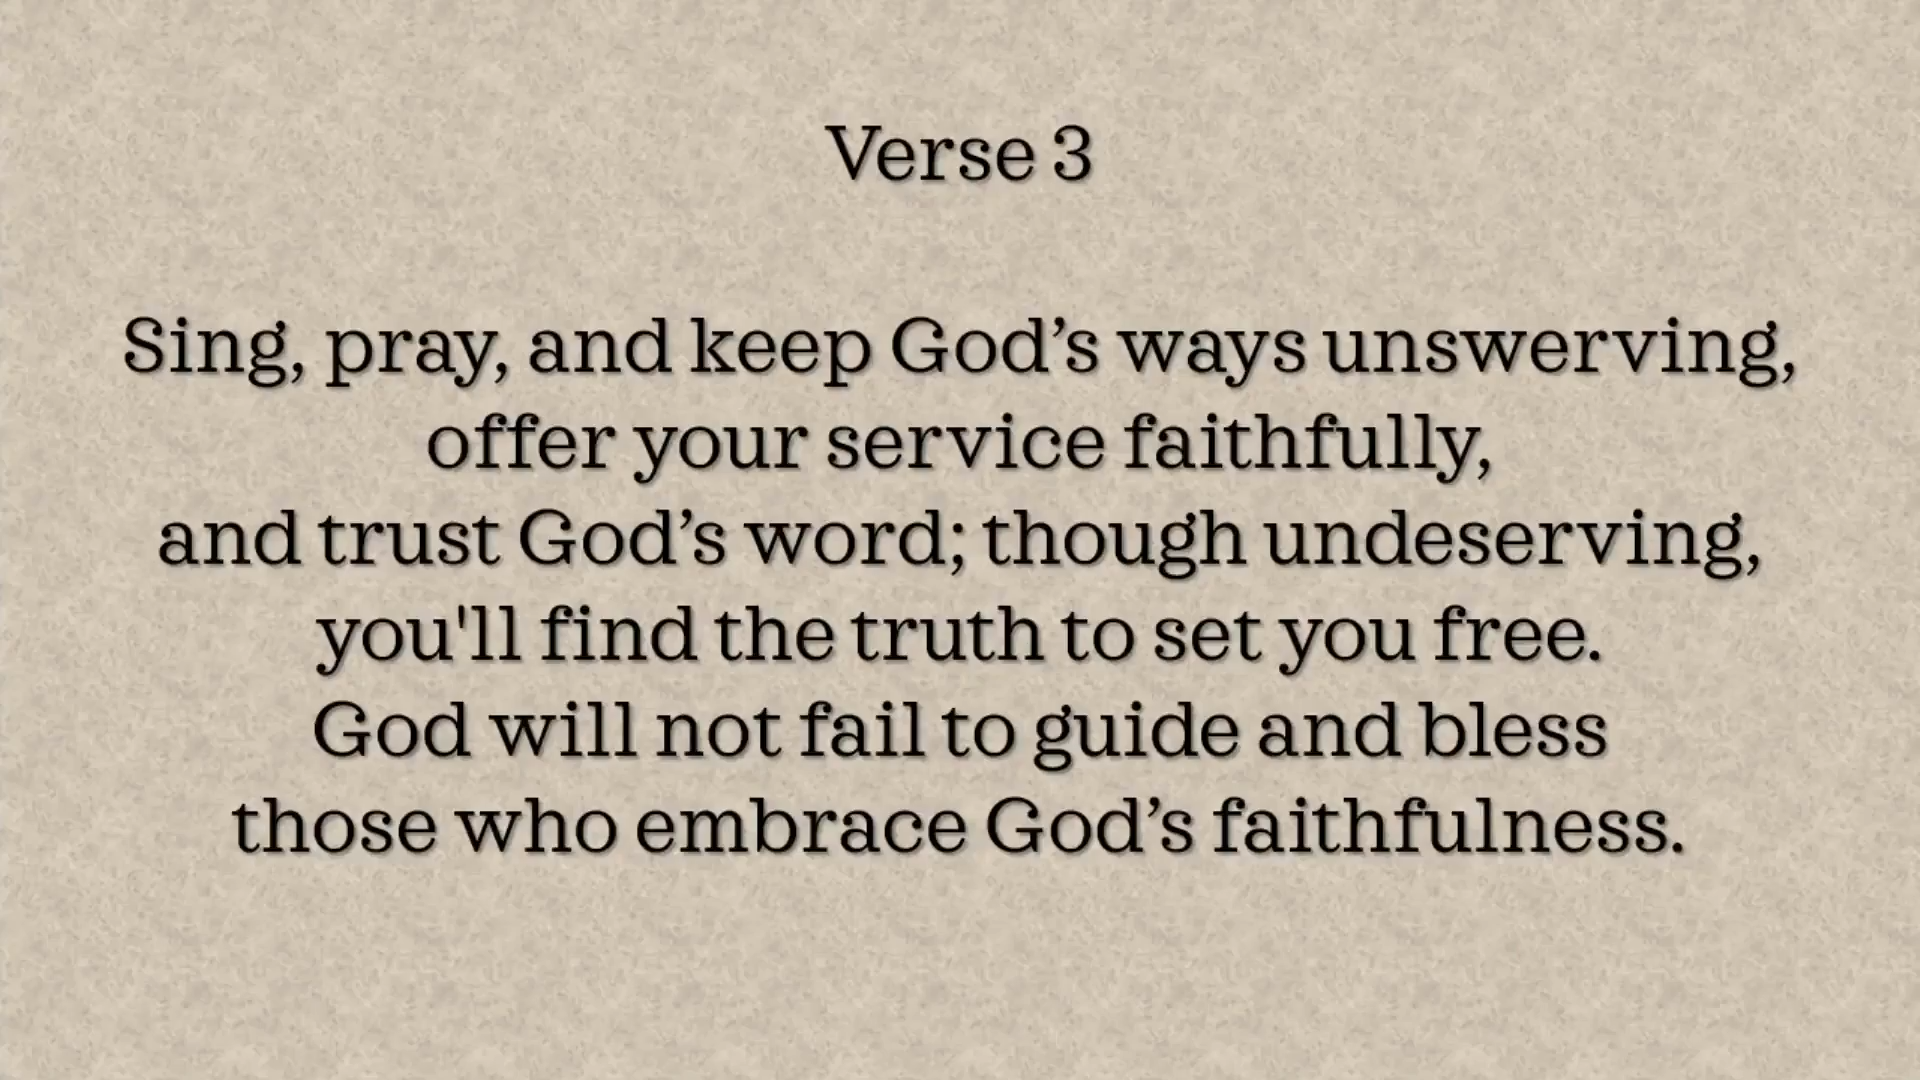 Verse 3
Sing, pray, and keep God’s ways unswerving,
offer your service faithfully,
and trust God’s word; though undeserving,
you'll find the truth to set you free.
God will not fail to guide and bless
those who embrace God’s faithfulness.